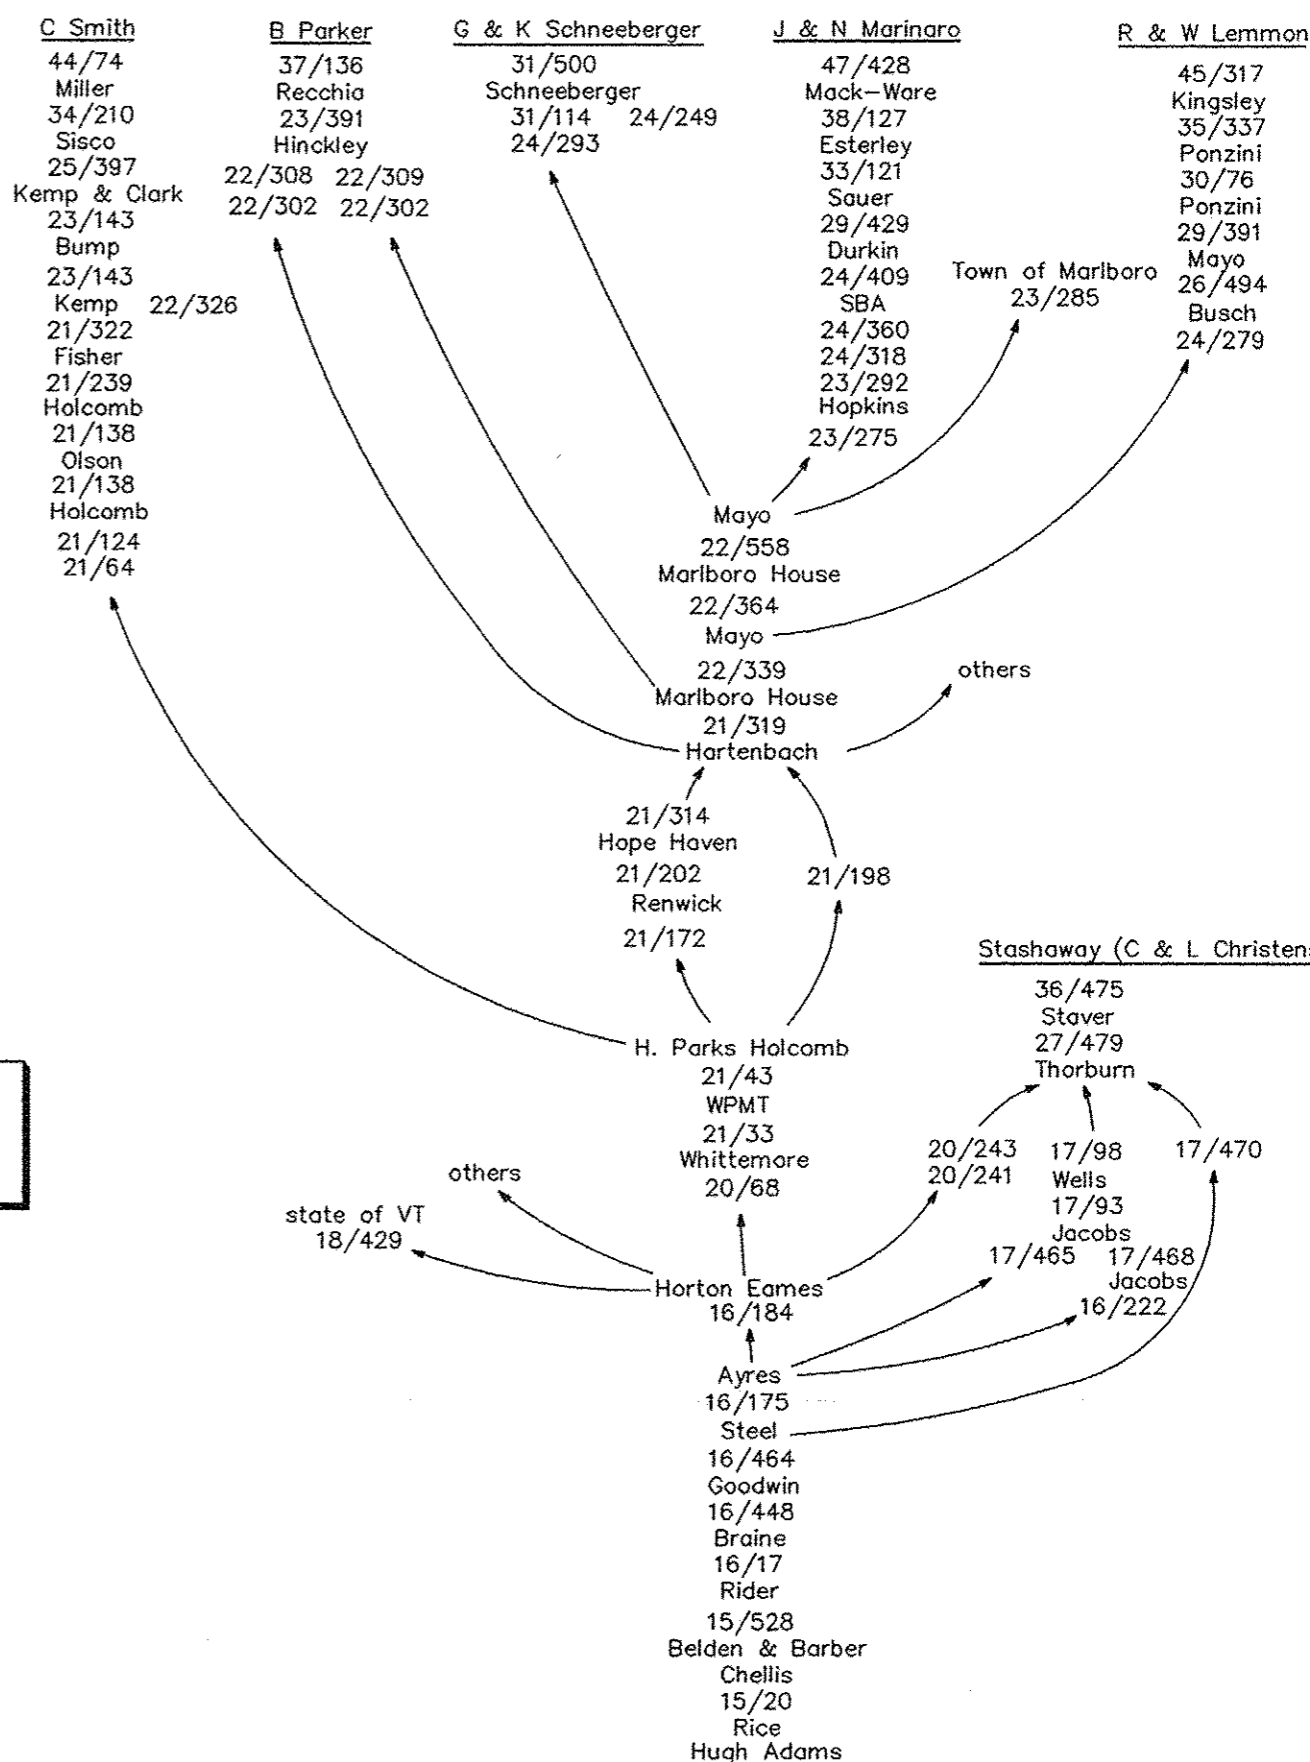 C Smith
44/74
Miller
34/210
Sisco
25/397
Kemp & Clark
23/143
Bump
23/143
Kemp 22/326
21/322
Fisher
21/239
Holcomb
21/138
Olson
21/138
Holcomb
21/124
21/64
B Parker
37/136
Recchia
23/391
Hinckley
22/308 22/309
22/302 22/302
G & K Schneeberger
31/500
Schneeberger
31/114 24/249
24/293
J & N Marinaro
47/428
Mack-Ware
38/127
Esterley
33/121
Sauer
29/429
Durkin
24/409
SBA
24/360
24/318
23/292
Hopkins
23/275
Town of Marlboro
23/285
R & W Lemmon
45/317
Kingsley
35/337
Ponzini
30/76
Ponzini
29/391
Mayo
26/494
Busch
24/279
Mayo
22/558
Marlboro House
22/364
Mayo
22/339
Marlboro House
21/319
Hartenbach
others
21/314
Hope Haven
21/202
Renwick
21/172
21/198
H. Parks Holcomb
21/43
WPMT
21/33
Whittemore
20/68
Stashaway (C & L Christens
36/475
Staver
27/479
Thorburn
20/243
20/241
17/98
Wells
17/93
Jacobs
17/465 17/468
Jacobs
16/222
17/470
others
state of VT
18/429
Horton Eames
16/184
Ayres
16/175
Steel
16/464
Goodwin
16/448
Braine
16/17
Rider
15/528
Belden & Barber
Chellis
15/20
Rice
Hugh Adams